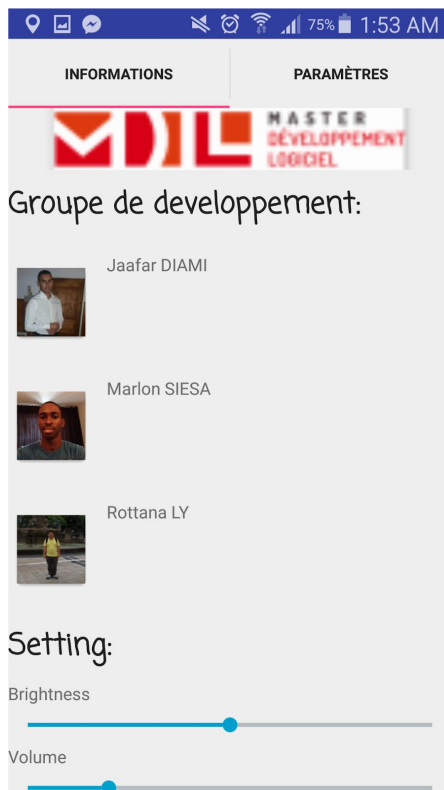 75% 1:53 AM
INFORMATIONS PARAMÈTRES
MDL MASTER
DÉVELOPPEMENT
LOGICIEL
Groupe de developpement:
Jaafar DIAMI
Marlon SIESA
Rottana LY
Setting:
Brightness
Volume